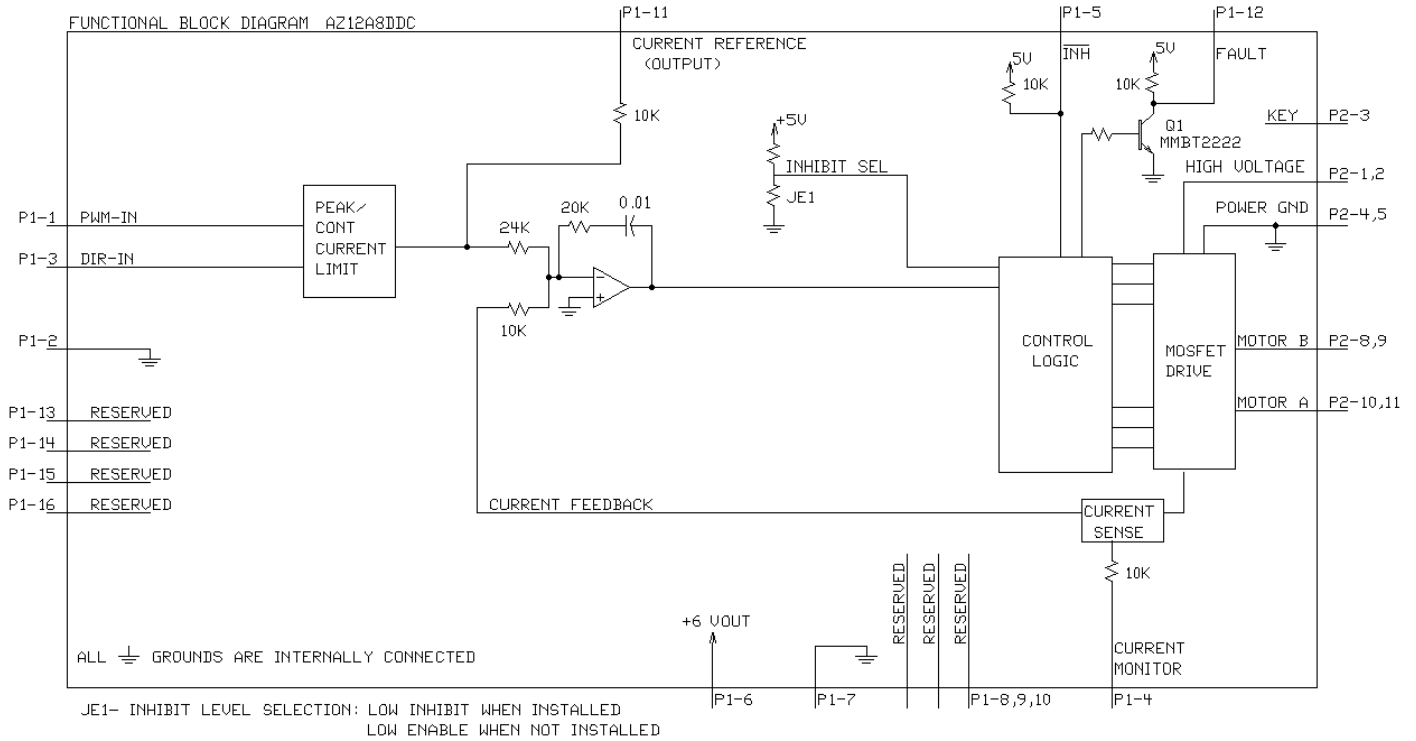 FUNCTIONAL BLOCK DIAGRAM AZ12A8DDC
P1-11
P1-5
P1-12
CURRENT REFERENCE
(OUTPUT)
INH
FAULT
5V
10K
5V
10K
10K
KEY
P2-3
+5V
Q1
MMBT2222
INHIBIT SEL
HIGH VOLTAGE
P2-1,2
JE1
PEAK/
CONT
CURRENT
LIMIT
P1-1
PWM-IN
P1-3
DIR-IN
24K
20K
0.01
-
+
10K
POWER GND
P2-4,5
P1-2
CONTROL
LOGIC
MOSFET
DRIVE
MOTOR B
P2-8,9
MOTOR A
P2-10,11
P1-13
RESERVED
P1-14
RESERVED
P1-15
RESERVED
P1-16
RESERVED
CURRENT FEEDBACK
CURRENT
SENSE
10K
RESERVED
RESERVED
RESERVED
+6 VOUT
CURRENT
MONITOR
ALL GROUNDS ARE INTERNALLY CONNECTED
P1-6
P1-7
P1-8,9,10
P1-4
JE1- INHIBIT LEVEL SELECTION: LOW INHIBIT WHEN INSTALLED
LOW ENABLE WHEN NOT INSTALLED